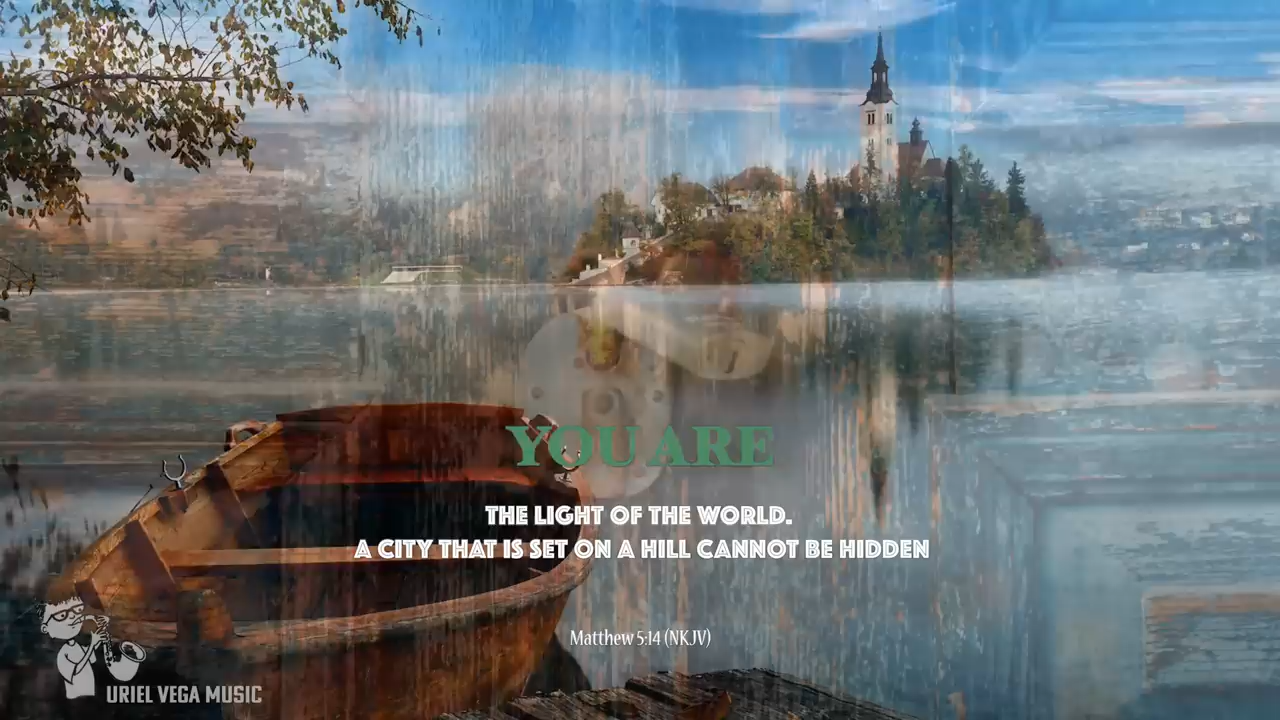 YOU ARE
THE LIGHT OF THE WORLD.
A CITY THAT IS SET ON A HILL CANNOT BE HIDDEN
Matthew 5:14 (NKJV)
URIEL VEGA MUSIC